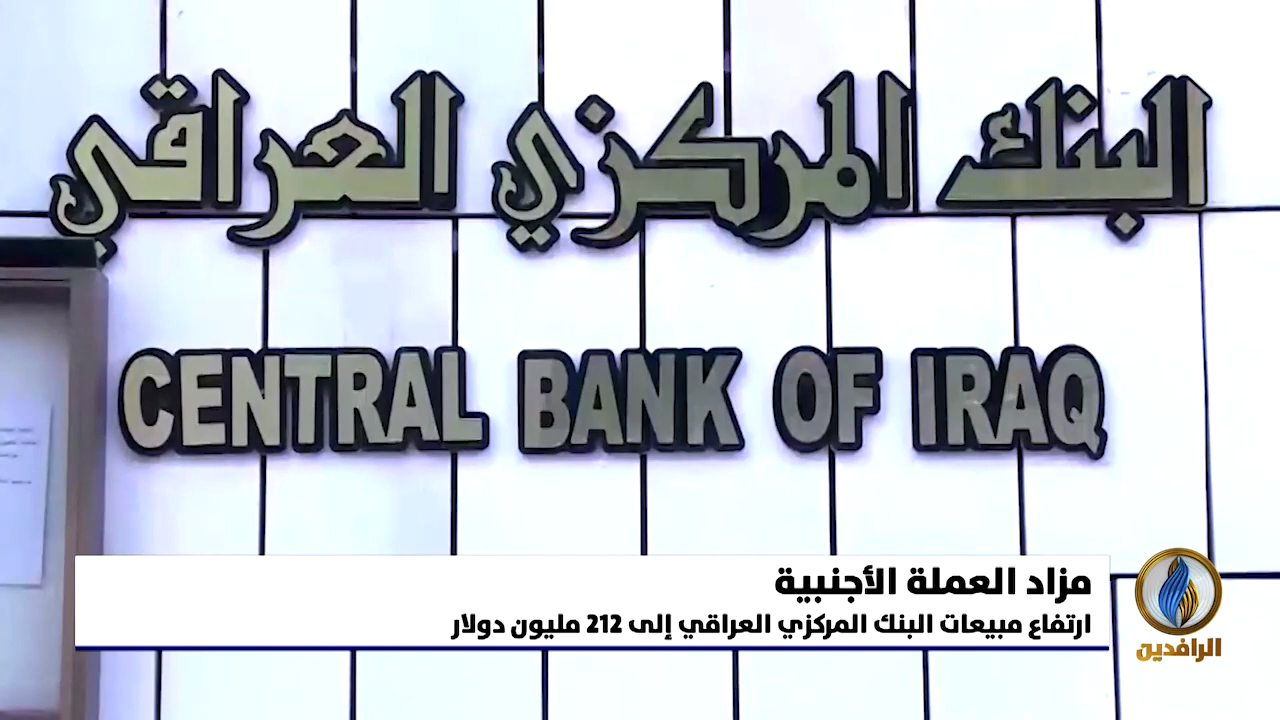 البنك المركزي العراقي
CENTRAL BANK OF IRAQ
مزاد العملة الأجنبية
ارتفاع مبيعات البنك المركزي العراقي إلى 212 مليون دولار
الرافدين